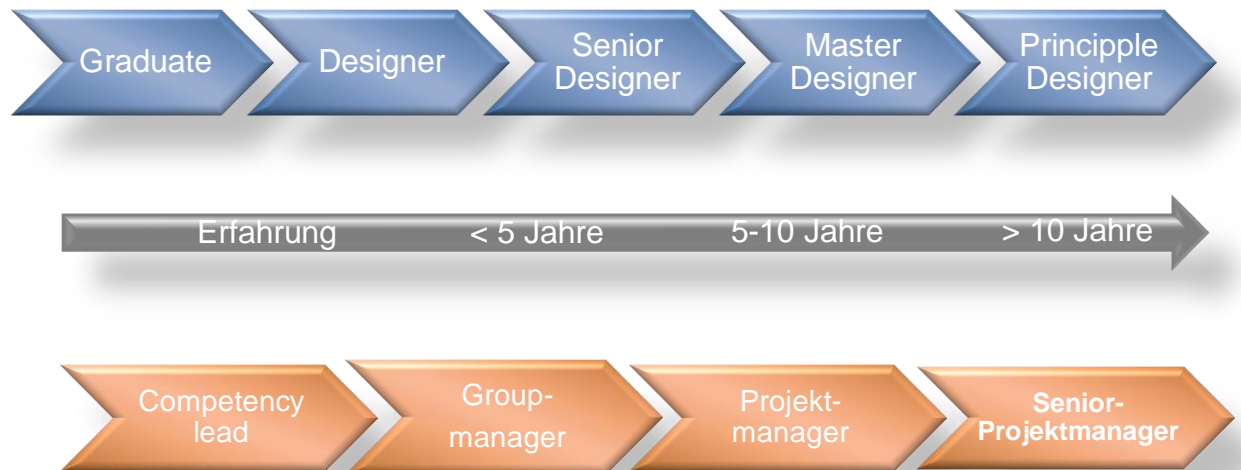 Graduate
Designer
Senior
Designer
Master
Designer
Principple
Designer
Erfahrung
< 5 Jahre
5-10 Jahre
> 10 Jahre
Competency
lead
Group-
manager
Projekt-
manager
Senior-
Projektmanager